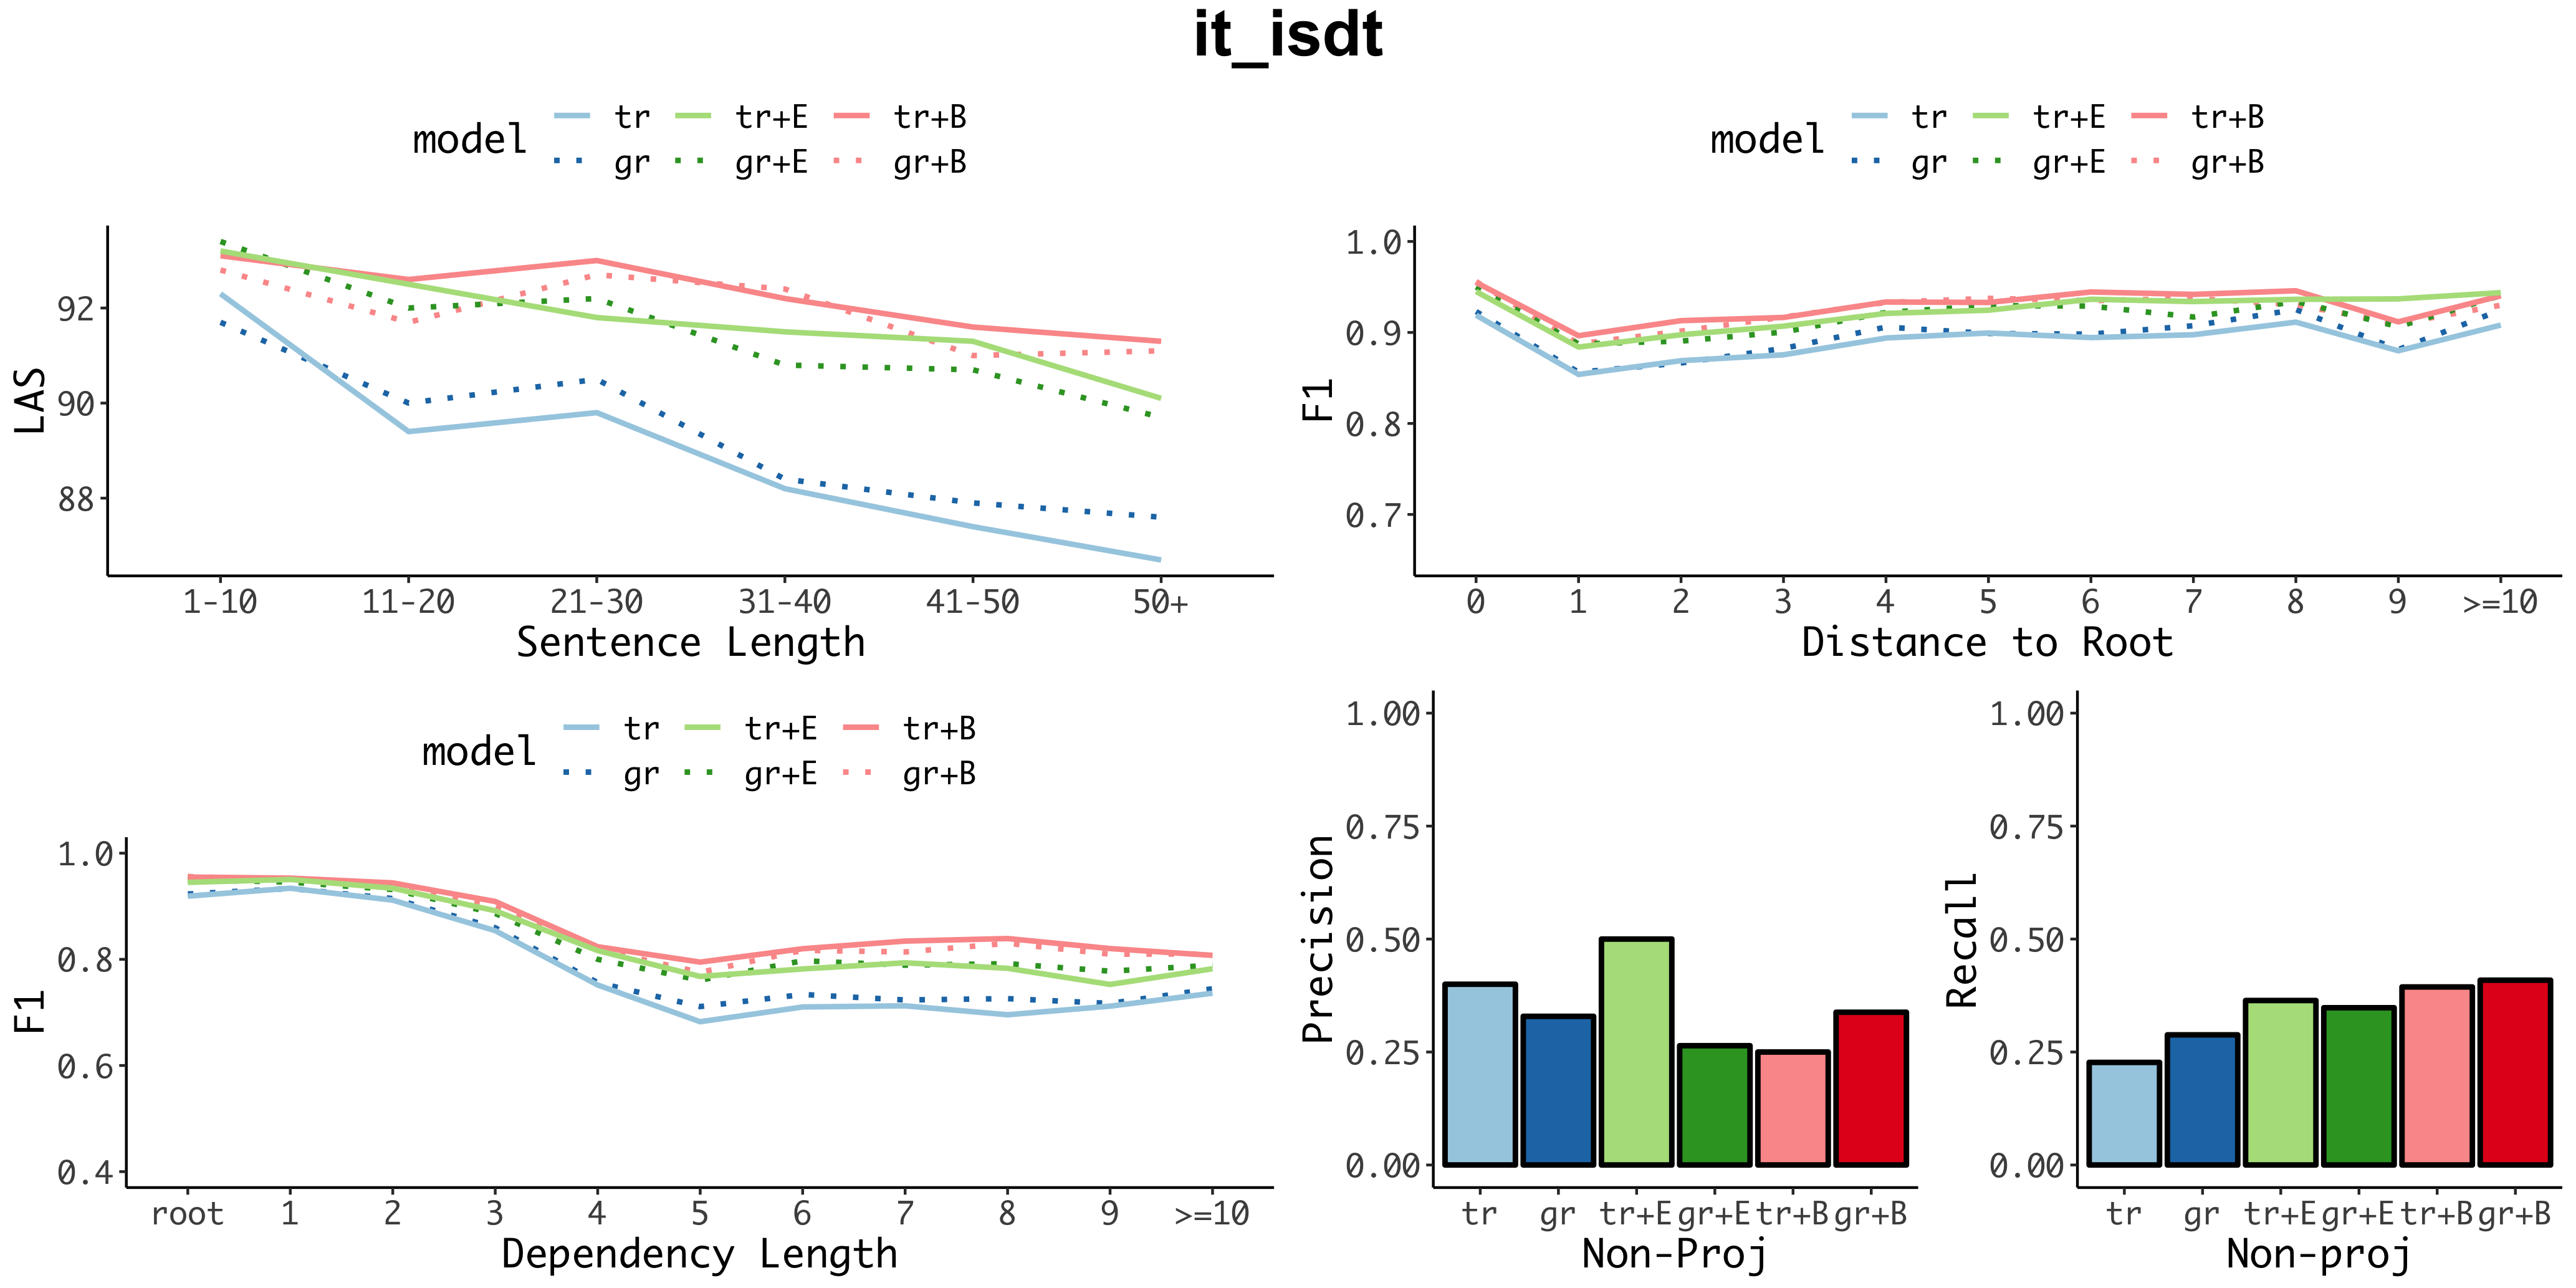 it_isdt
model
tr tr+E tr+B
gr gr+E gr+B
LAS
92
90
88
1-10 11-20 21-30 31-40 41-50 50+
Sentence Length
model
tr tr+E tr+B
gr gr+E gr+B
F1
1.0
0.9
0.8
0.7
0 1 2 3 4 5 6 7 8 9 >=10
Distance to Root
model
tr tr+E tr+B
gr gr+E gr+B
F1
1.0
0.8
0.6
0.4
root 1 2 3 4 5 6 7 8 9 >=10
Dependency Length
Precision
1.00
0.75
0.50
0.25
0.00
tr gr tr+E gr+E tr+B gr+B
Non-Proj
Recall
1.00
0.75
0.50
0.25
0.00
tr gr tr+E gr+E tr+B gr+B
Non-proj